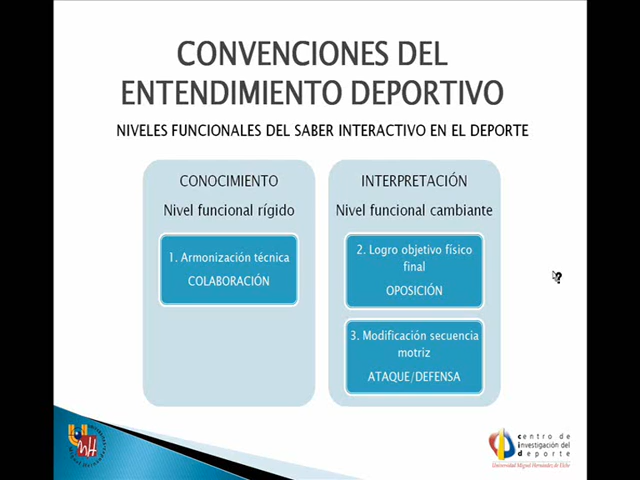 CONVENCIONES DEL
ENTENDIMIENTO DEPORTIVO
NIVELES FUNCIONALES DEL SABER INTERACTIVO EN EL DEPORTE
CONOCIMIENTO
Nivel funcional rígido
1. Armonización técnica
COLABORACIÓN
INTERPRETACIÓN
Nivel funcional cambiante
2. Logro objetivo físico
final
OPOSICIÓN
3. Modificación secuencia
motriz
ATAQUE/DEFENSA
centro de
investigación del
deporte
Universidad Miguel Hernández de Elche